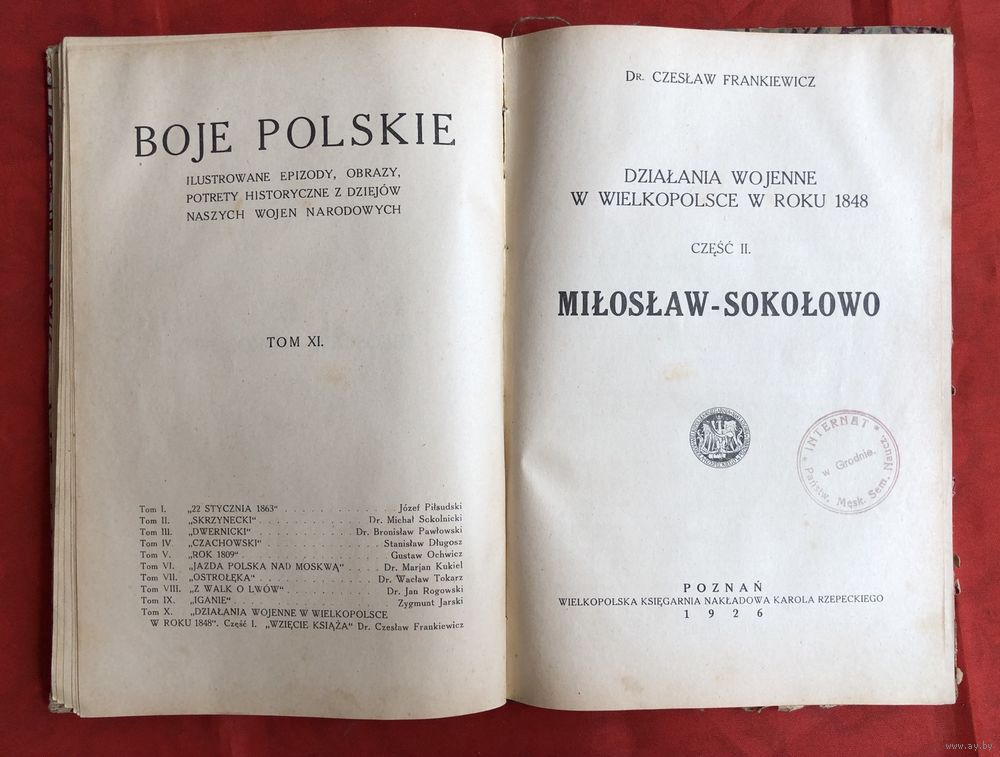 BOJE POLSKIE
ILUSTROWANE EPIZODY, OBRAZY,
POTRETY HISTORYCZNE Z DZIEJÓW
NASZYCH WOJEN NARODOWYCH
TOM XI.
Tom I. „22 STYCZNIA 1863“ . . . . . . . . . . . . Józef Piłsudski
Tom II. „SKRZYNECKI“ . . . . . . . . . . . . Dr. Michał Sokolnicki
Tom III. „DWERNICKI“ . . . . . . . . . . . . Dr. Bronisław Pawłowski
Tom IV. „CZACHOWSKI“ . . . . . . . . . . . . Stanisław Długosz
Tom V. „ROK 1809“ . . . . . . . . . . . . Gustaw Ochwicz
Tom VI. „JAZDA POLSKA NAD MOSKWĄ“ . . . . Dr. Marjan Kukiel
Tom VII. „OSTROŁĘKA“ . . . . . . . . . . . . Dr. Wacław Tokarz
Tom VIII. „Z WALK O LWÓW“ . . . . . . . . . . Dr. Jan Rogowski
Tom IX. „IGANIE“ . . . . . . . . . . . . Zygmunt Jarski
Tom X. „DZIAŁANIA WOJENNE W WIELKOPOLSCE
W ROKU 1848“. Część I. „WZIĘCIE KSIĄŻA“ Dr. Czesław Frankiewicz
DR. CZESŁAW FRANKIEWICZ
DZIAŁANIA WOJENNE
W WIELKOPOLSCE W ROKU 1848
CZĘŚĆ II.
MIŁOSŁAW-SOKOŁOWO
* INTERNAT *
w Grodnie.
Państw. Męsk. Sem. Naucz.
POZNAŃ
WIELKOPOLSKA KSIĘGARNIA NAKŁADOWA KAROLA RZEPECKIEGO
1926
www.ay.by